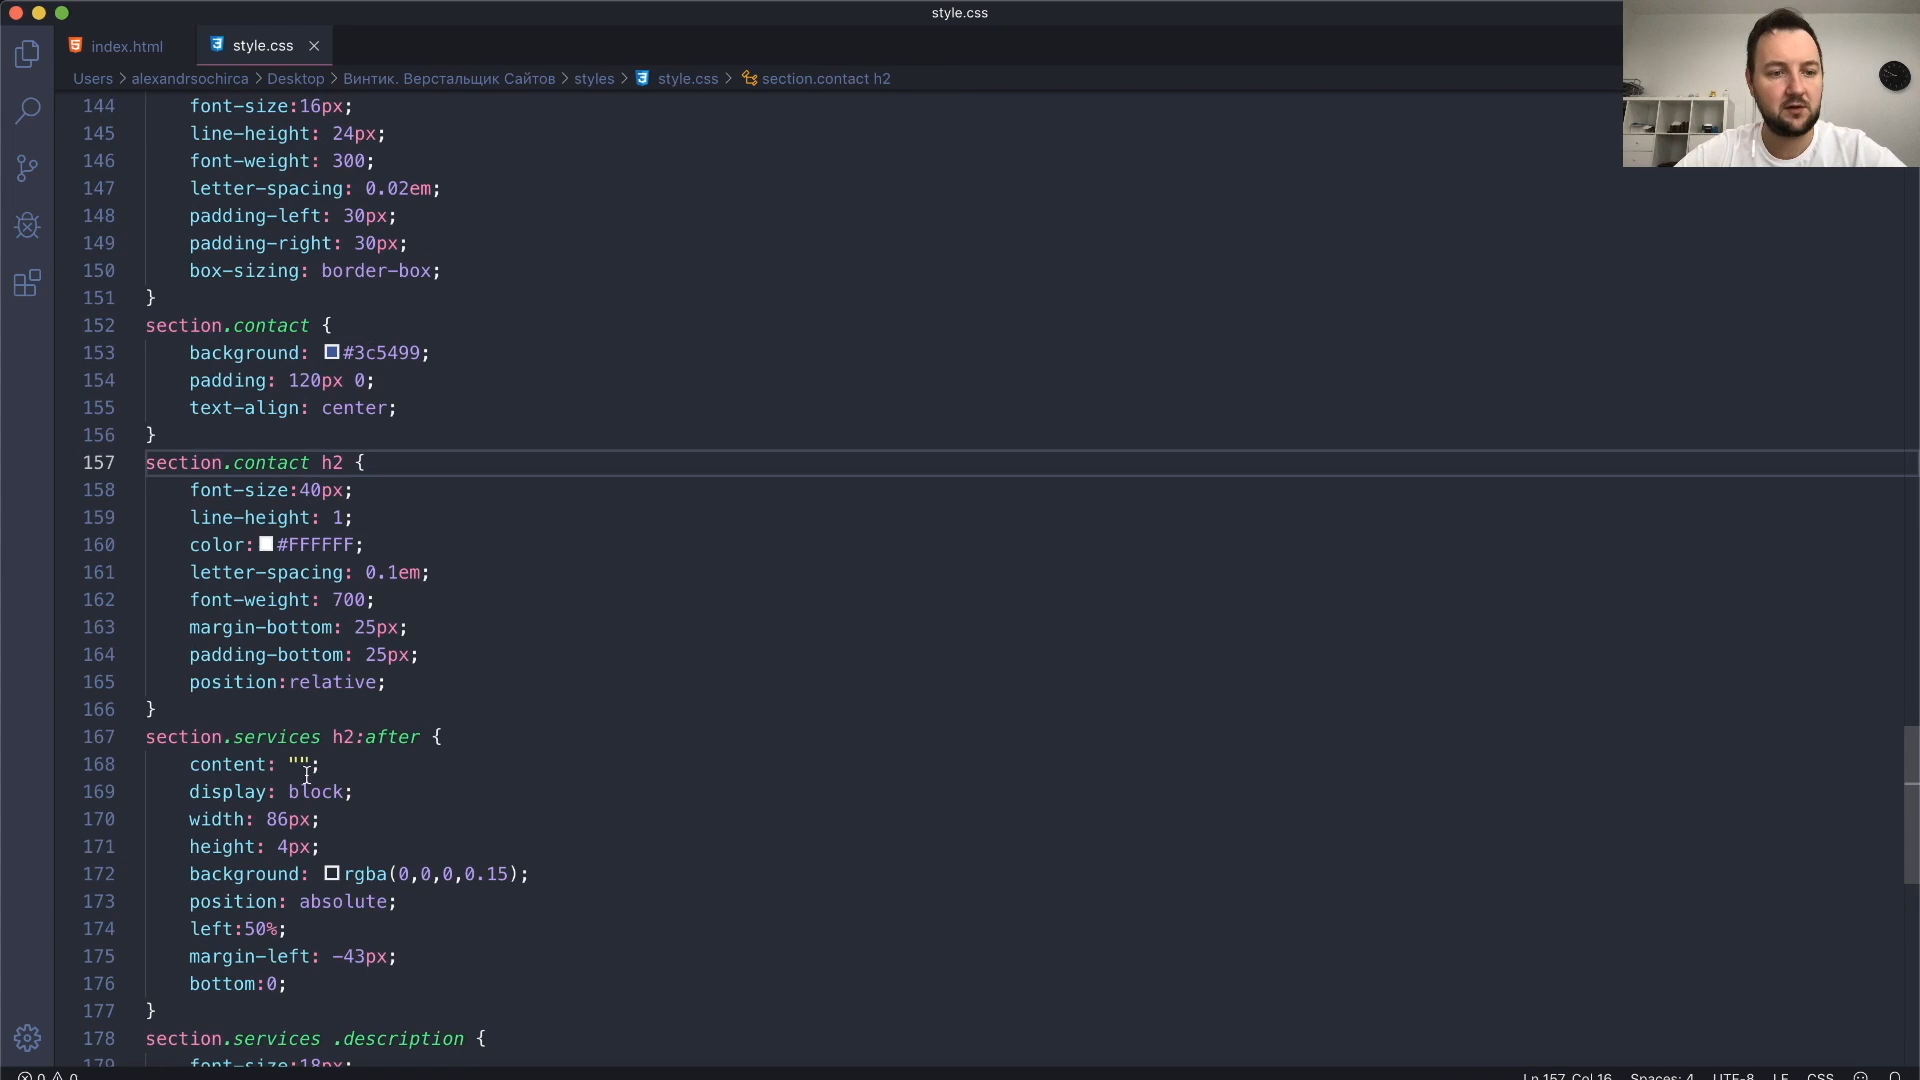 style.css
index.html
style.css
Users > alexandrsochirca > Desktop > Винтик. Верстальщик Сайтов > styles > style.css > section.contact h2
144 font-size:16px;
145 line-height: 24px;
146 font-weight: 300;
147 letter-spacing: 0.02em;
148 padding-left: 30px;
149 padding-right: 30px;
150 box-sizing: border-box;
151 }
152 section.contact {
153 background: #3c5499;
154 padding: 120px 0;
155 text-align: center;
156 }
157 section.contact h2 {
158 font-size:40px;
159 line-height: 1;
160 color: #FFFFFF;
161 letter-spacing: 0.1em;
162 font-weight: 700;
163 margin-bottom: 25px;
164 padding-bottom: 25px;
165 position:relative;
166 }
167 section.services h2:after {
168 content: "";
169 display: block;
170 width: 86px;
171 height: 4px;
172 background: rgba(0,0,0,0.15);
173 position: absolute;
174 left:50%;
175 margin-left: -43px;
176 bottom:0;
177 }
178 section.services .description {
179 font-size:18px;
0 0 Ln 157, Col 16 Spaces: 4 UTF-8 LF CSS